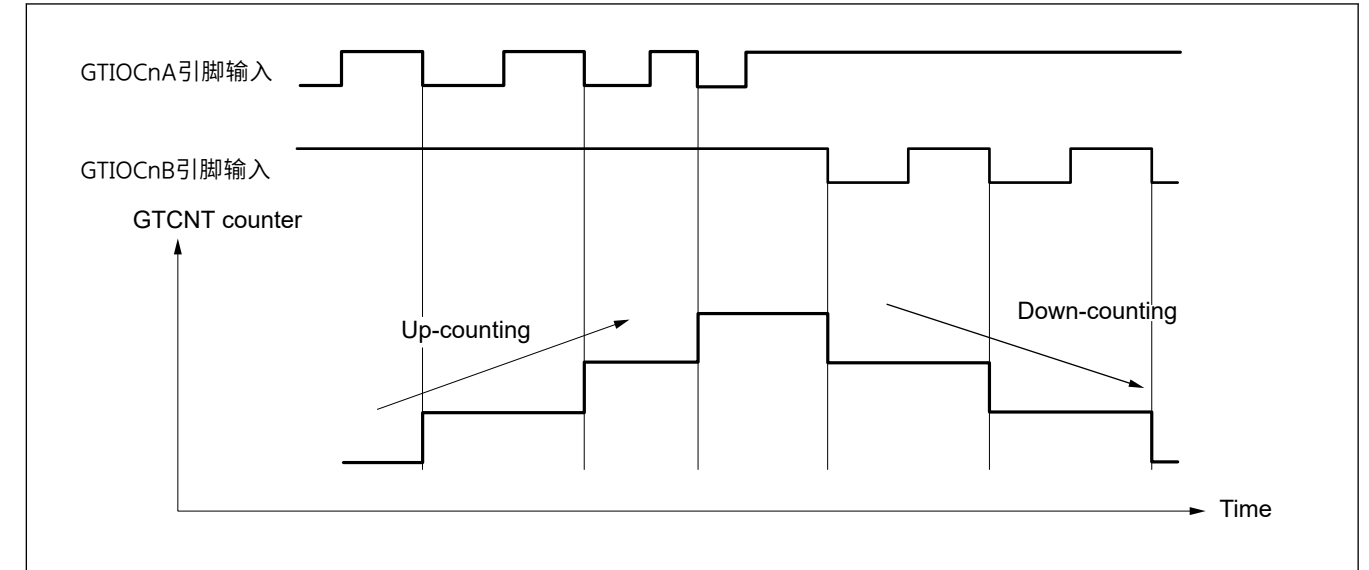 GTIOCnA引脚输入
GTIOCnB引脚输入
GTCNT counter
Up-counting
Down-counting
Time